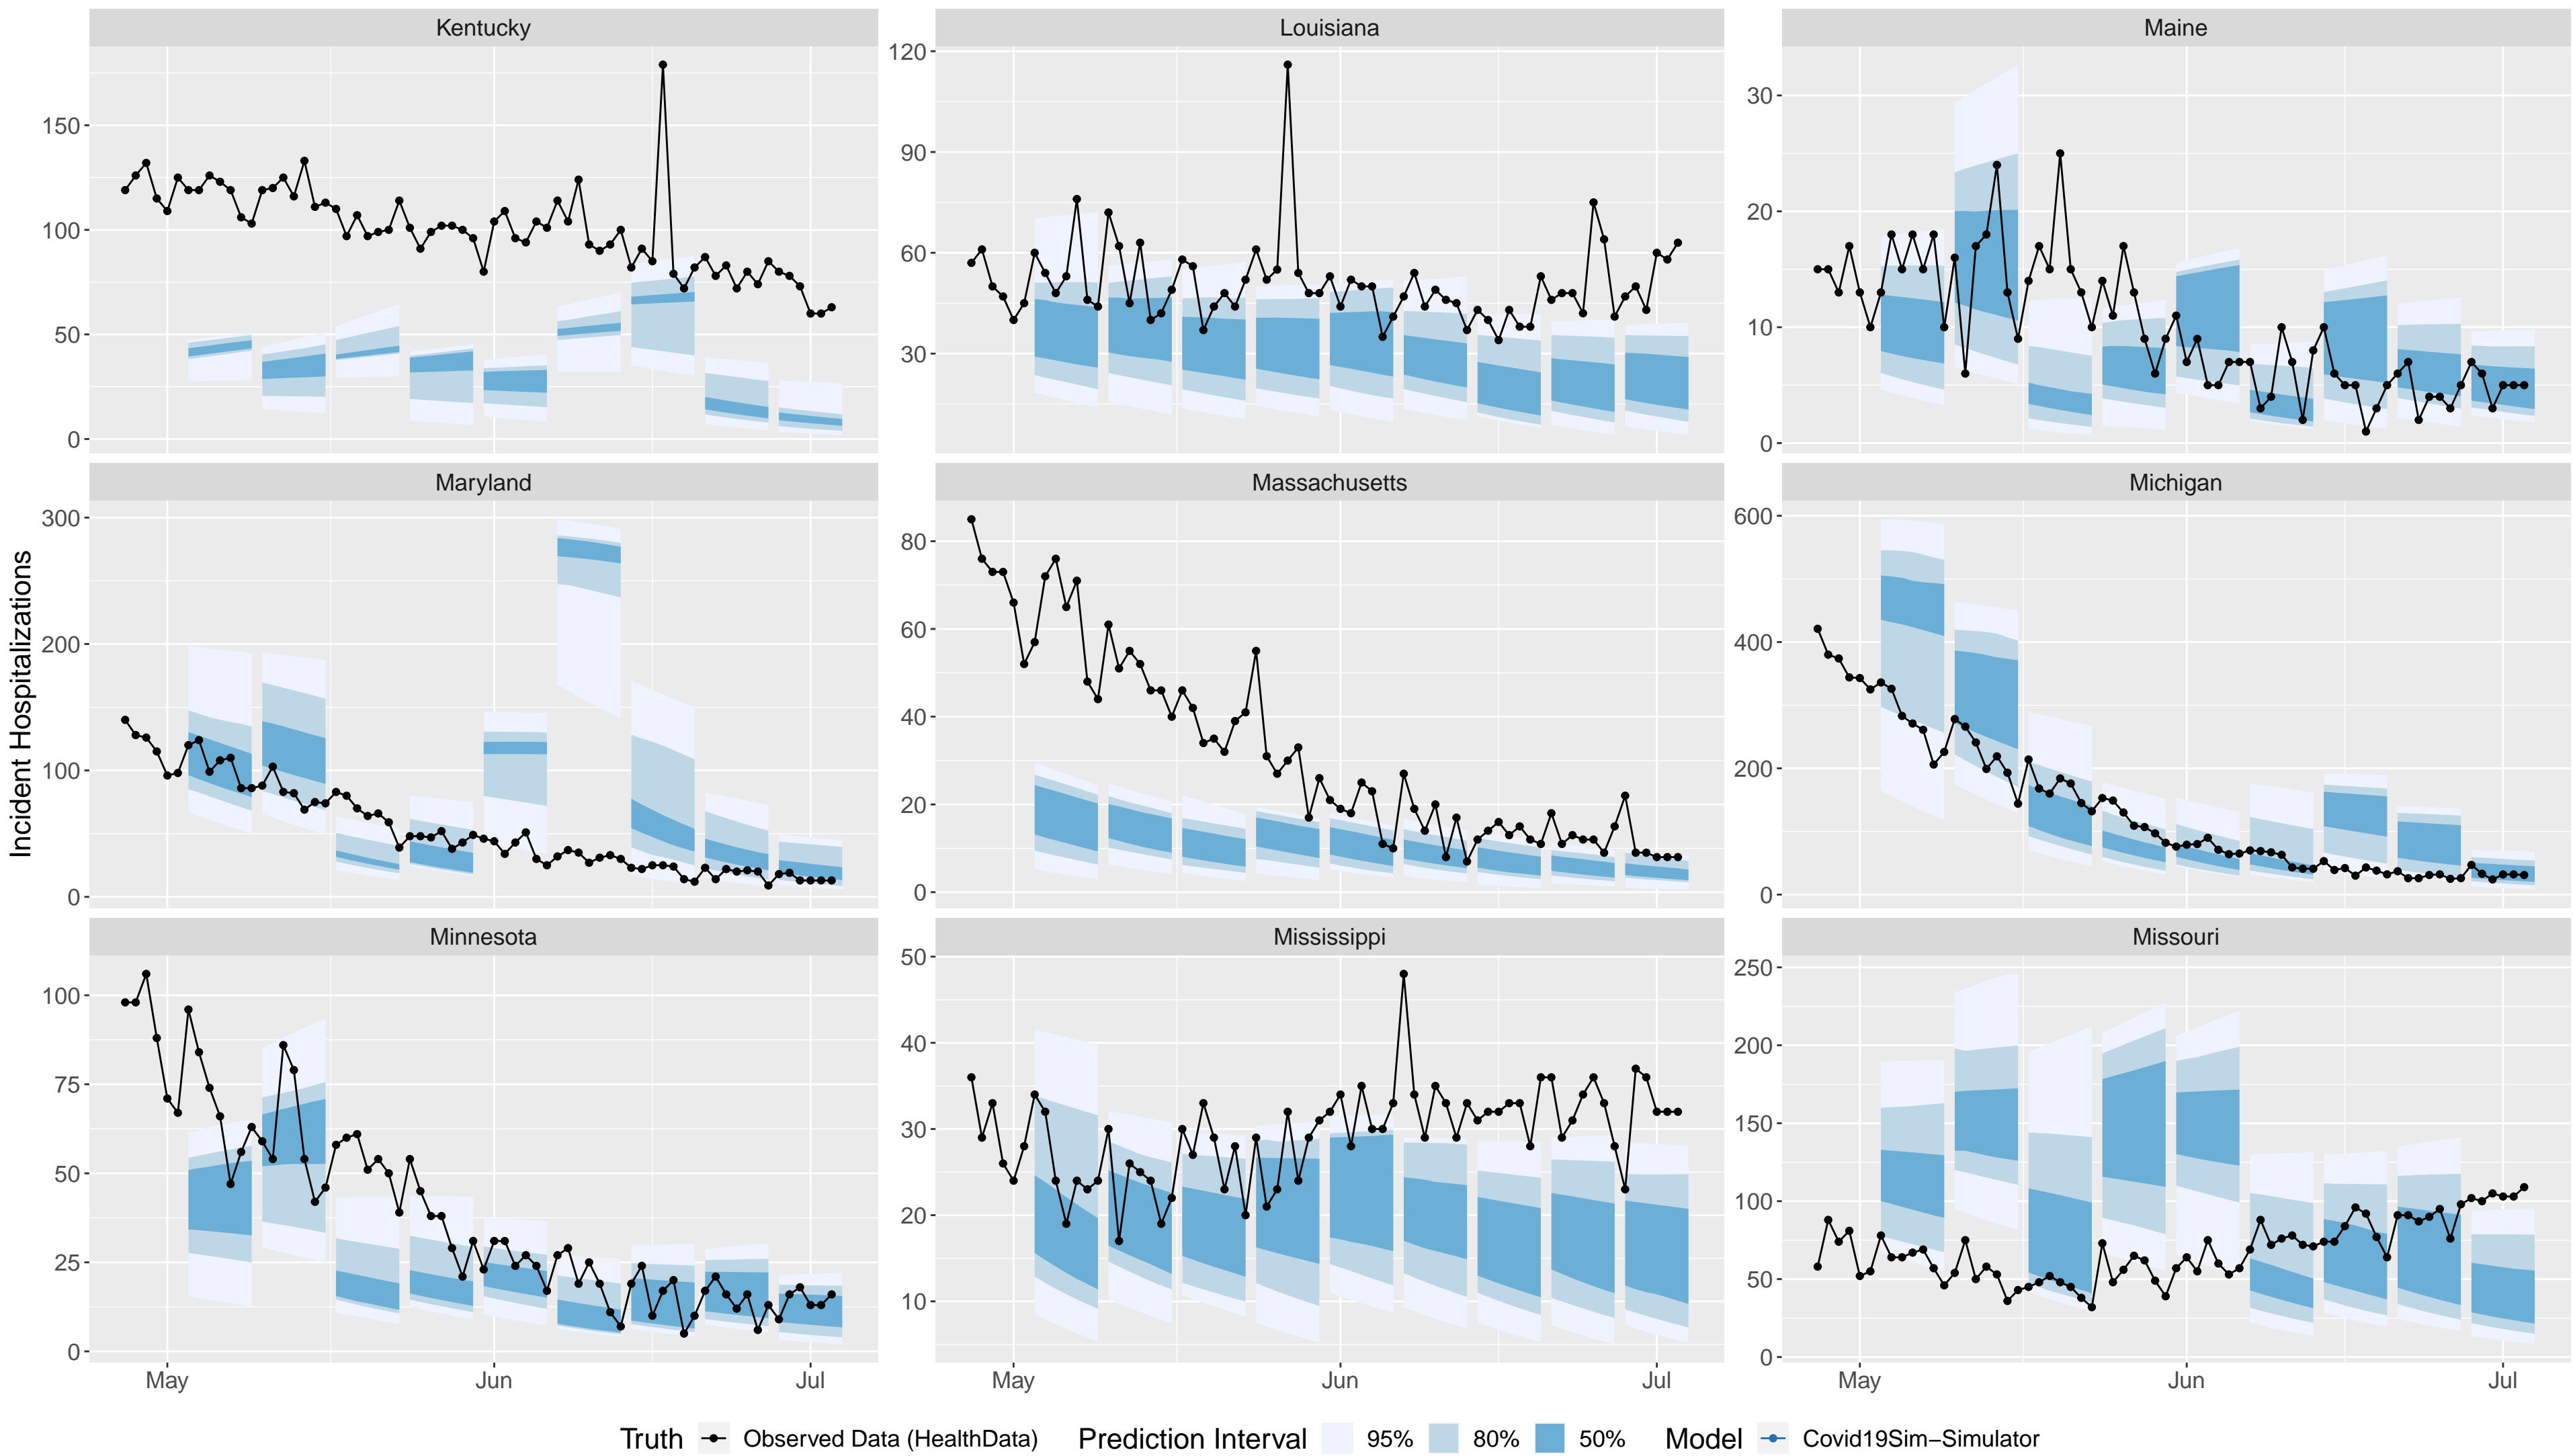 Kentucky Louisiana Maine
150 100 50 0
120 90 60 30
30 20 10 0
Maryland Massachusetts Michigan
300 200 100 0
80 60 40 20 0
600 400 200 0
Incident Hospitalizations
Minnesota Mississippi Missouri
100 75 50 25 0
50 40 30 20 10
250 200 150 100 50 0
May Jun Jul May Jun Jul May Jun Jul
Truth Observed Data (HealthData) Prediction Interval 95% 80% 50% Model Covid19Sim−Simulator